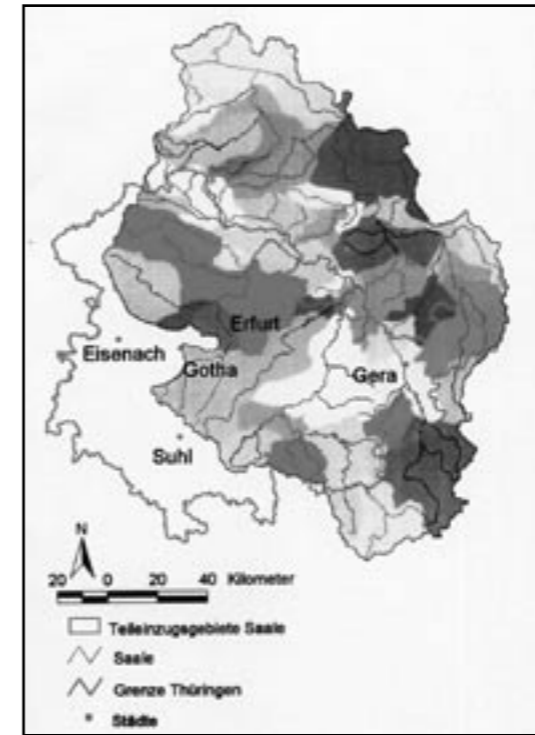 Erfurt
Eisenach
Gotha
Gera
Suhl
N
20 0 20 40 Kilometer
Teileinzugsgebiete Saale
Saale
Grenze Thüringen
Städte